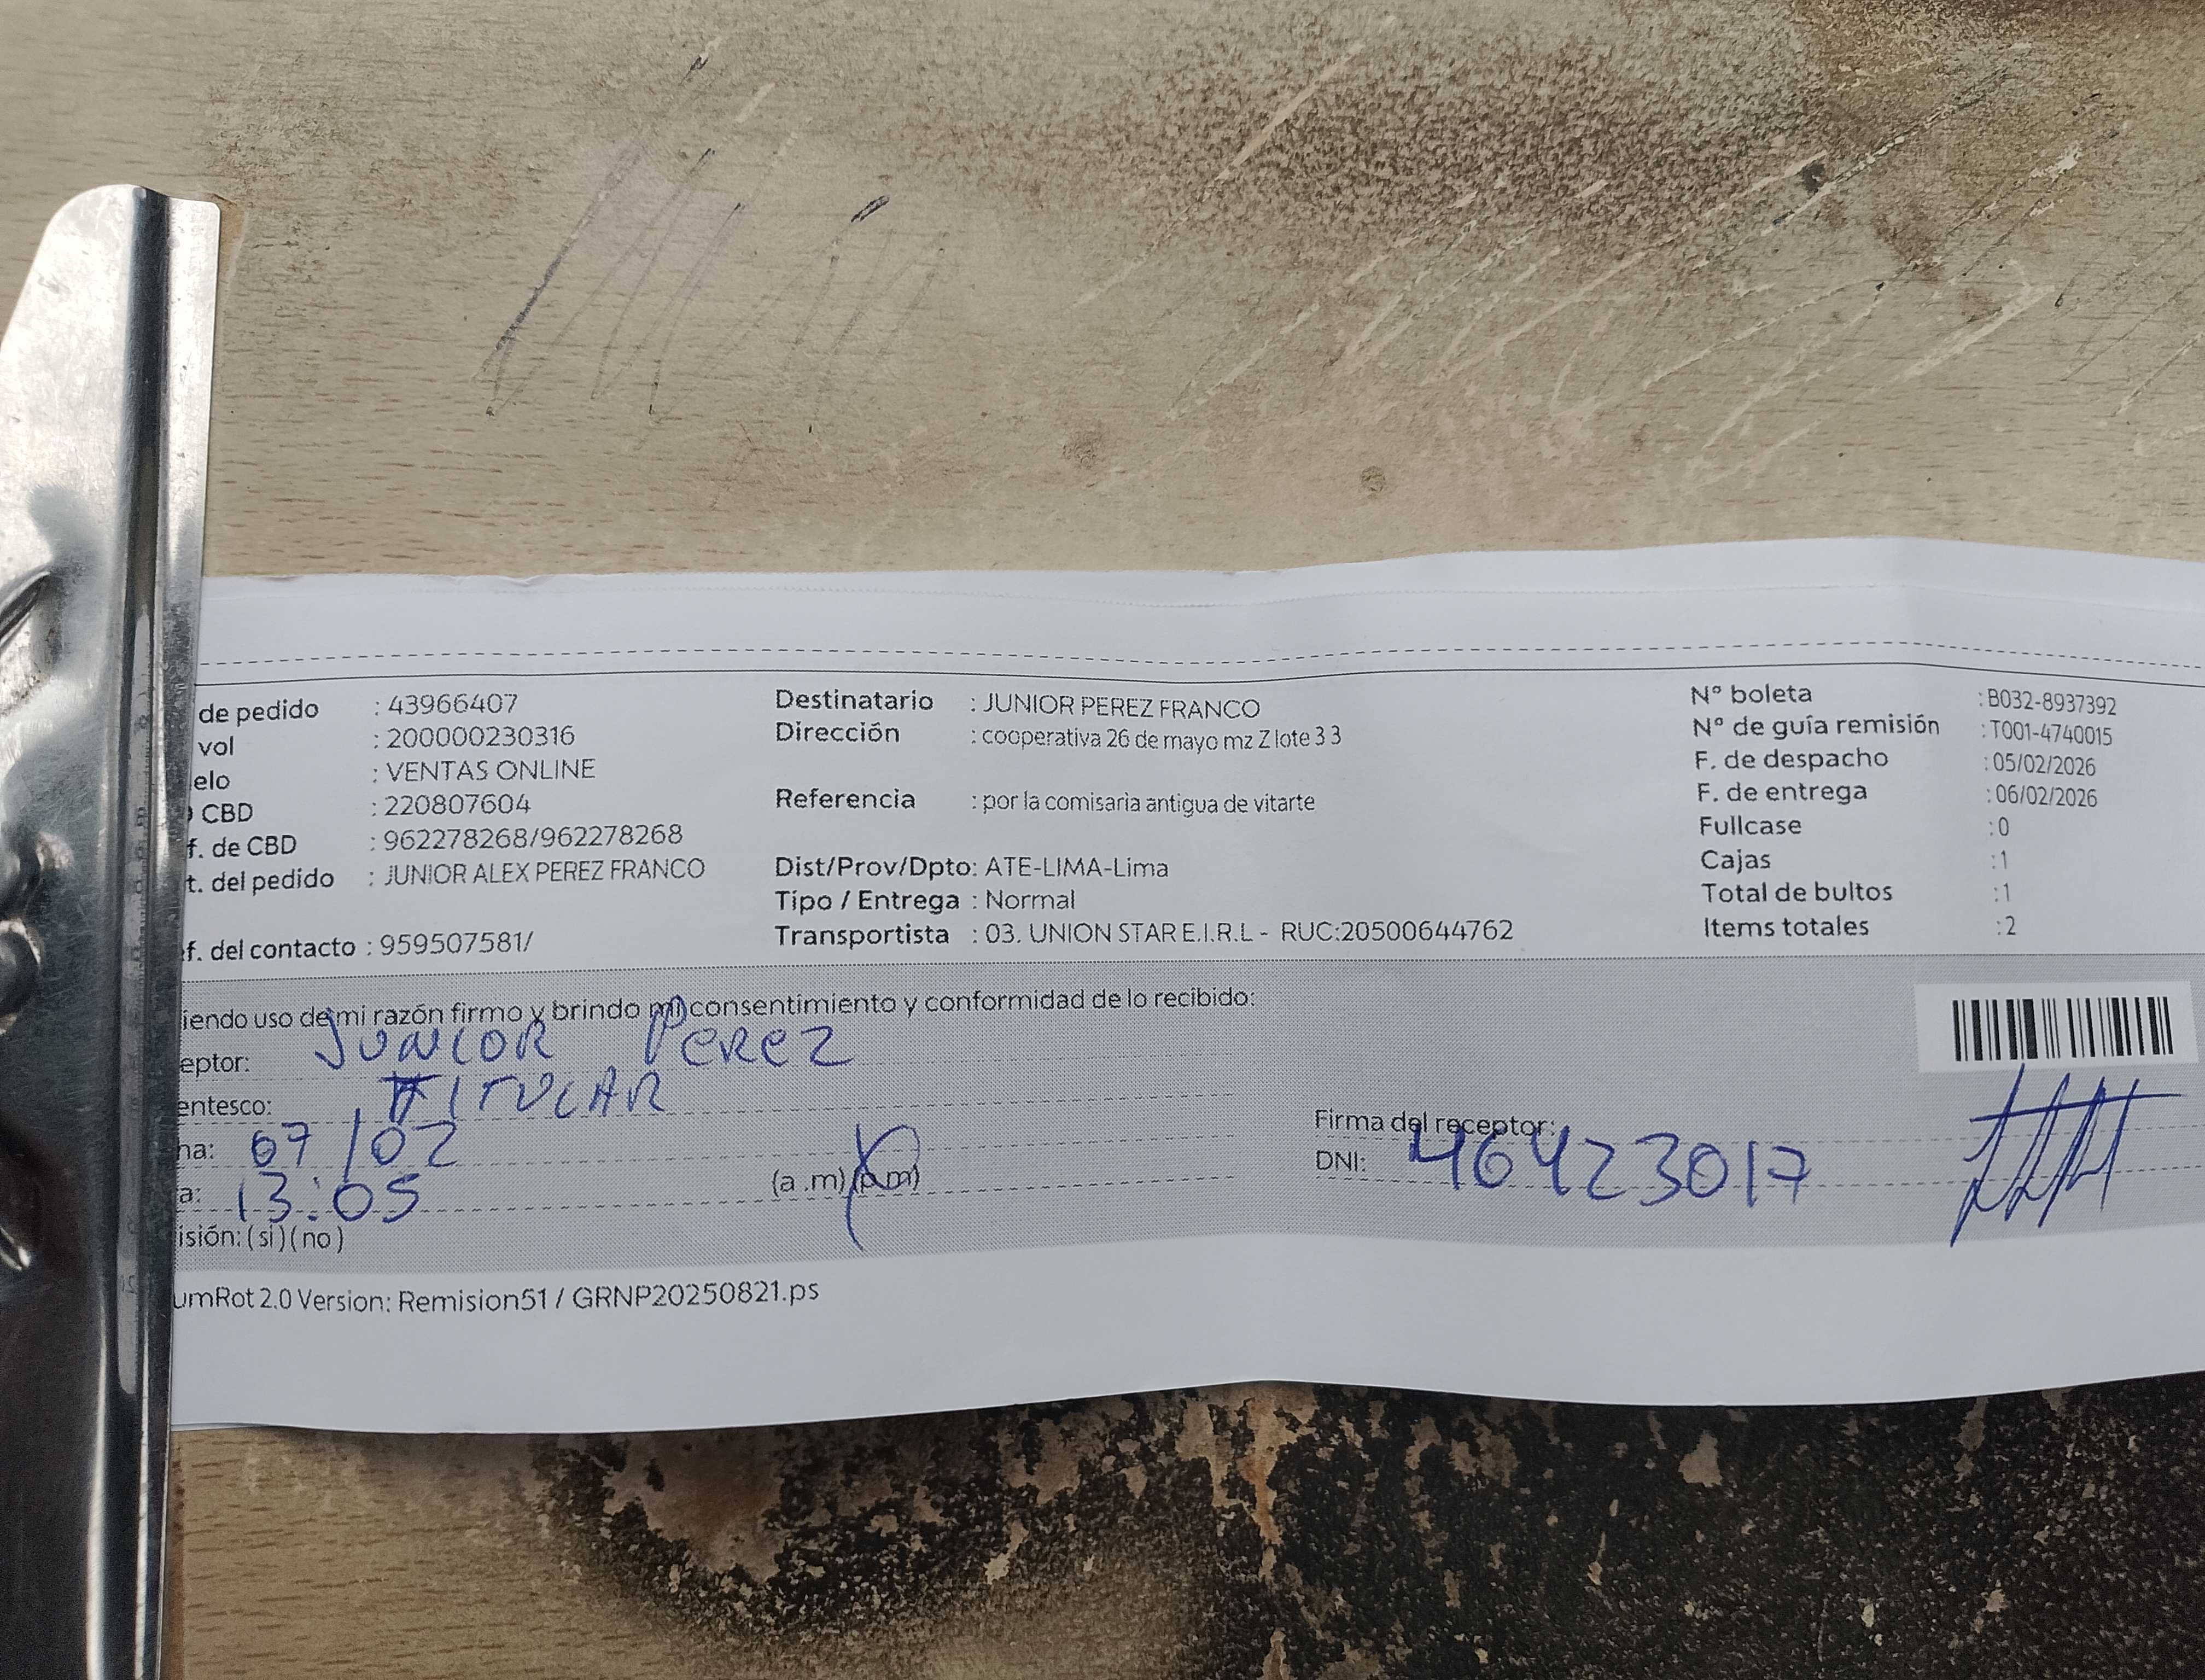 de pedido : 43966407
vol : 200000230316
elo : VENTAS ONLINE
CBD : 220807604
f. de CBD : 962278268/962278268
t. del pedido : JUNIOR ALEX PEREZ FRANCO
f. del contacto : 959507581/
Destinatario : JUNIOR PEREZ FRANCO
Dirección : cooperativa 26 de mayo mz Z lote 3 3
Referencia : por la comisaria antigua de vitarte
Dist/Prov/Dpto: ATE-LIMA-Lima
Tipo / Entrega : Normal
Transportista : 03. UNION STAR E.I.R.L - RUC:20500644762
N° boleta : B032-8937392
N° de guía remisión : T001-4740015
F. de despacho : 05/02/2026
F. de entrega : 06/02/2026
Fullcase : 0
Cajas : 1
Total de bultos : 1
Items totales : 2
iendo uso de mi razón firmo y brindo mi consentimiento y conformidad de lo recibido:
eptor: JUNIOR PEREZ
entesco: TITULAR
na: 07/02
a: 13:05 (a.m) (p.m)
isión: (si) (no)
Firma del receptor:
DNI: 46423017
umRot 2.0 Version: Remision51 / GRNP20250821.ps